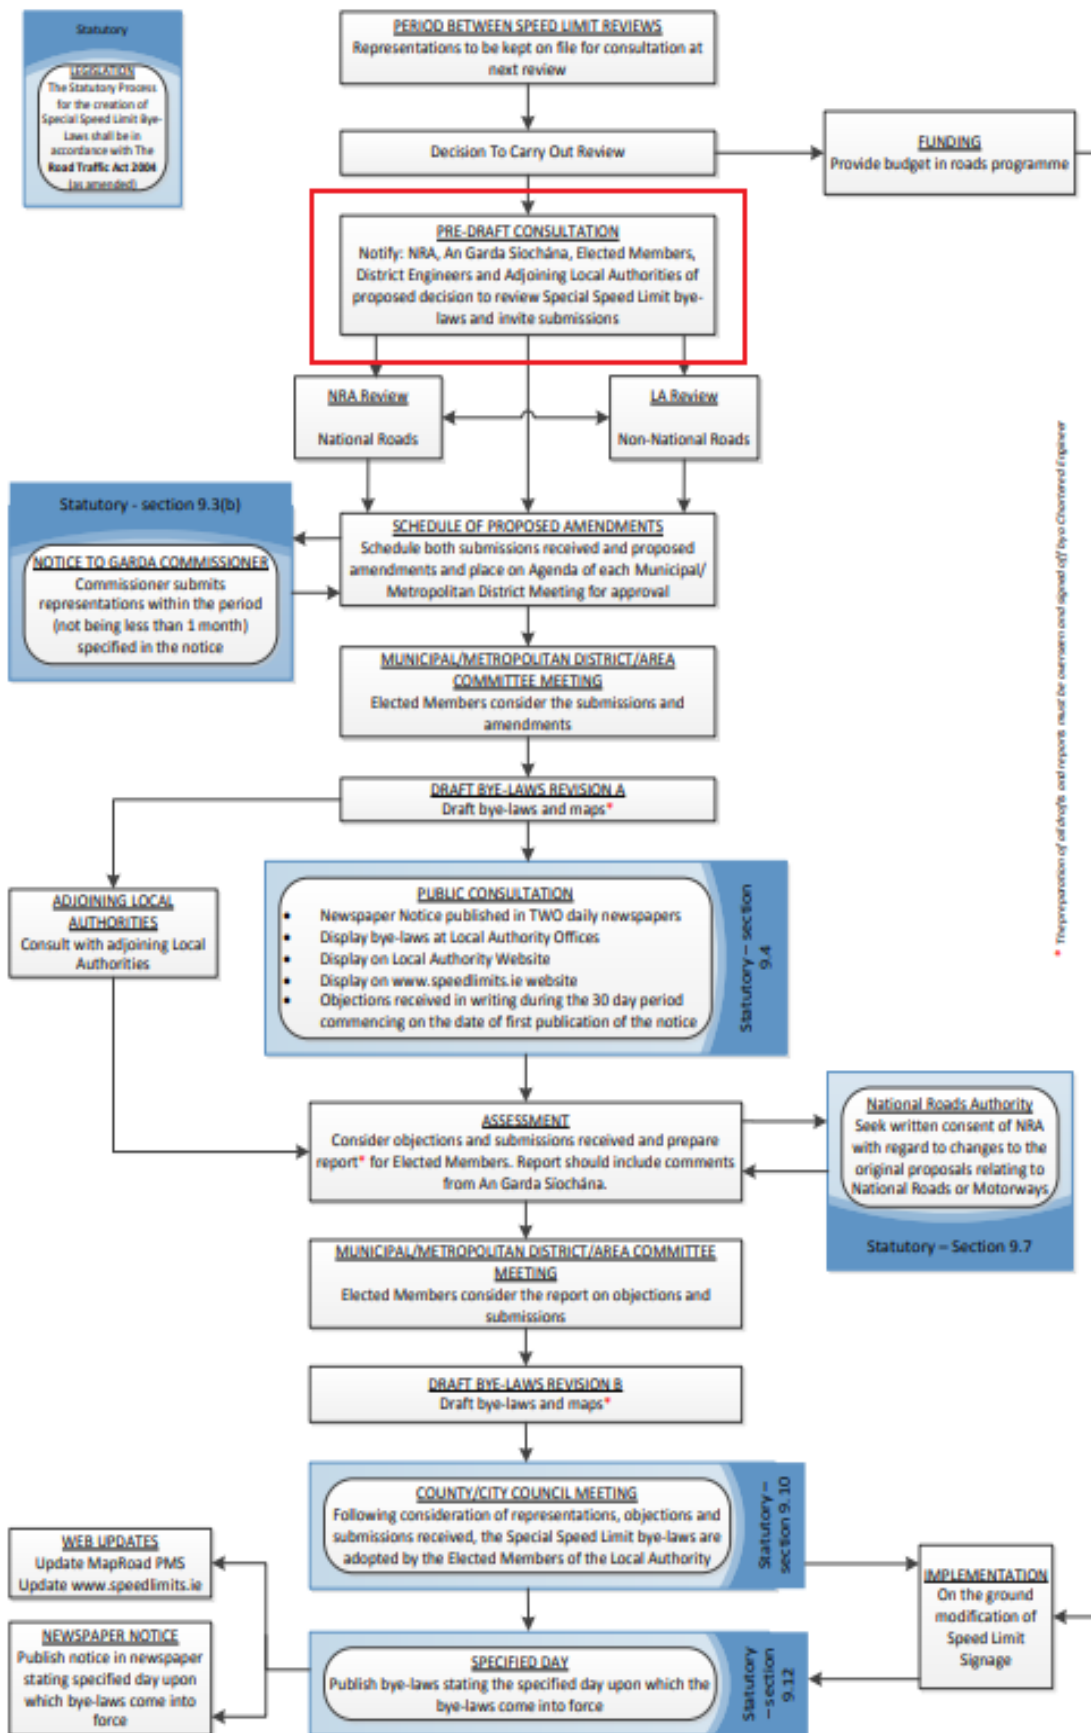 Statutory
LEGISLATION
The Statutory Process
for the creation of
Special Speed Limit Bye-
Laws shall be in
accordance with The
Road Traffic Act 2004
(as amended)
PERIOD BETWEEN SPEED LIMIT REVIEWS
Representations to be kept on file for consultation at
next review
Decision To Carry Out Review
FUNDING
Provide budget in roads programme
PRE-DRAFT CONSULTATION
Notify: NRA, An Garda Síochána, Elected Members,
District Engineers and Adjoining Local Authorities of
proposed decision to review Special Speed Limit bye-
laws and invite submissions
NRA Review
National Roads
LA Review
Non-National Roads
Statutory - section 9.3(b)
NOTICE TO GARDA COMMISSIONER
Commissioner submits
representations within the period
(not being less than 1 month)
specified in the notice
SCHEDULE OF PROPOSED AMENDMENTS
Schedule both submissions received and proposed
amendments and place on Agenda of each Municipal/
Metropolitan District Meeting for approval
MUNICIPAL/METROPOLITAN DISTRICT/AREA
COMMITTEE MEETING
Elected Members consider the submissions and
amendments
DRAFT BYE-LAWS REVISION A
Draft bye-laws and maps*
ADJOINING LOCAL
AUTHORITIES
Consult with adjoining Local
Authorities
PUBLIC CONSULTATION
• Newspaper Notice published in TWO daily newspapers
• Display bye-laws at Local Authority Offices
• Display on Local Authority Website
• Display on www.speedlimits.ie website
• Objections received in writing during the 30 day period
commencing on the date of first publication of the notice
Statutory – section
9.4
* The preparation of all drafts and reports must be overseen and signed off by a Chartered Engineer
ASSESSMENT
Consider objections and submissions received and prepare
report* for Elected Members. Report should include comments
from An Garda Síochána.
National Roads Authority
Seek written consent of NRA
with regard to changes to the
original proposals relating to
National Roads or Motorways
Statutory – Section 9.7
MUNICIPAL/METROPOLITAN DISTRICT/AREA COMMITTEE
MEETING
Elected Members consider the report on objections and
submissions
DRAFT BYE-LAWS REVISION B
Draft bye-laws and maps*
COUNTY/CITY COUNCIL MEETING
Following consideration of representations, objections and
submissions received, the Special Speed Limit bye-laws are
adopted by the Elected Members of the Local Authority
Statutory –
section 9.10
WEB UPDATES
Update MapRoad PMS
Update www.speedlimits.ie
NEWSPAPER NOTICE
Publish notice in newspaper
stating specified day upon
which bye-laws come into
force
SPECIFIED DAY
Publish bye-laws stating the specified day upon which the
bye-laws come into force
Statutory
– section
9.12
IMPLEMENTATION
On the ground
modification of
Speed Limit
Signage